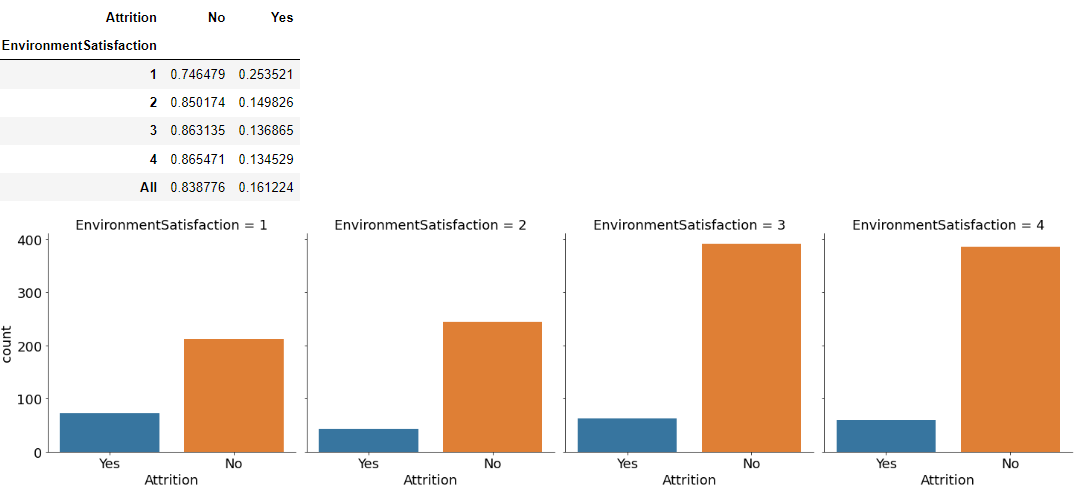 Attrition No Yes
EnvironmentSatisfaction
1 0.746479 0.253521
2 0.850174 0.149826
3 0.863135 0.136865
4 0.865471 0.134529
All 0.838776 0.161224
EnvironmentSatisfaction = 1 EnvironmentSatisfaction = 2 EnvironmentSatisfaction = 3 EnvironmentSatisfaction = 4
400
300
200
100
0
count
Yes No Yes No Yes No Yes No
Attrition Attrition Attrition Attrition